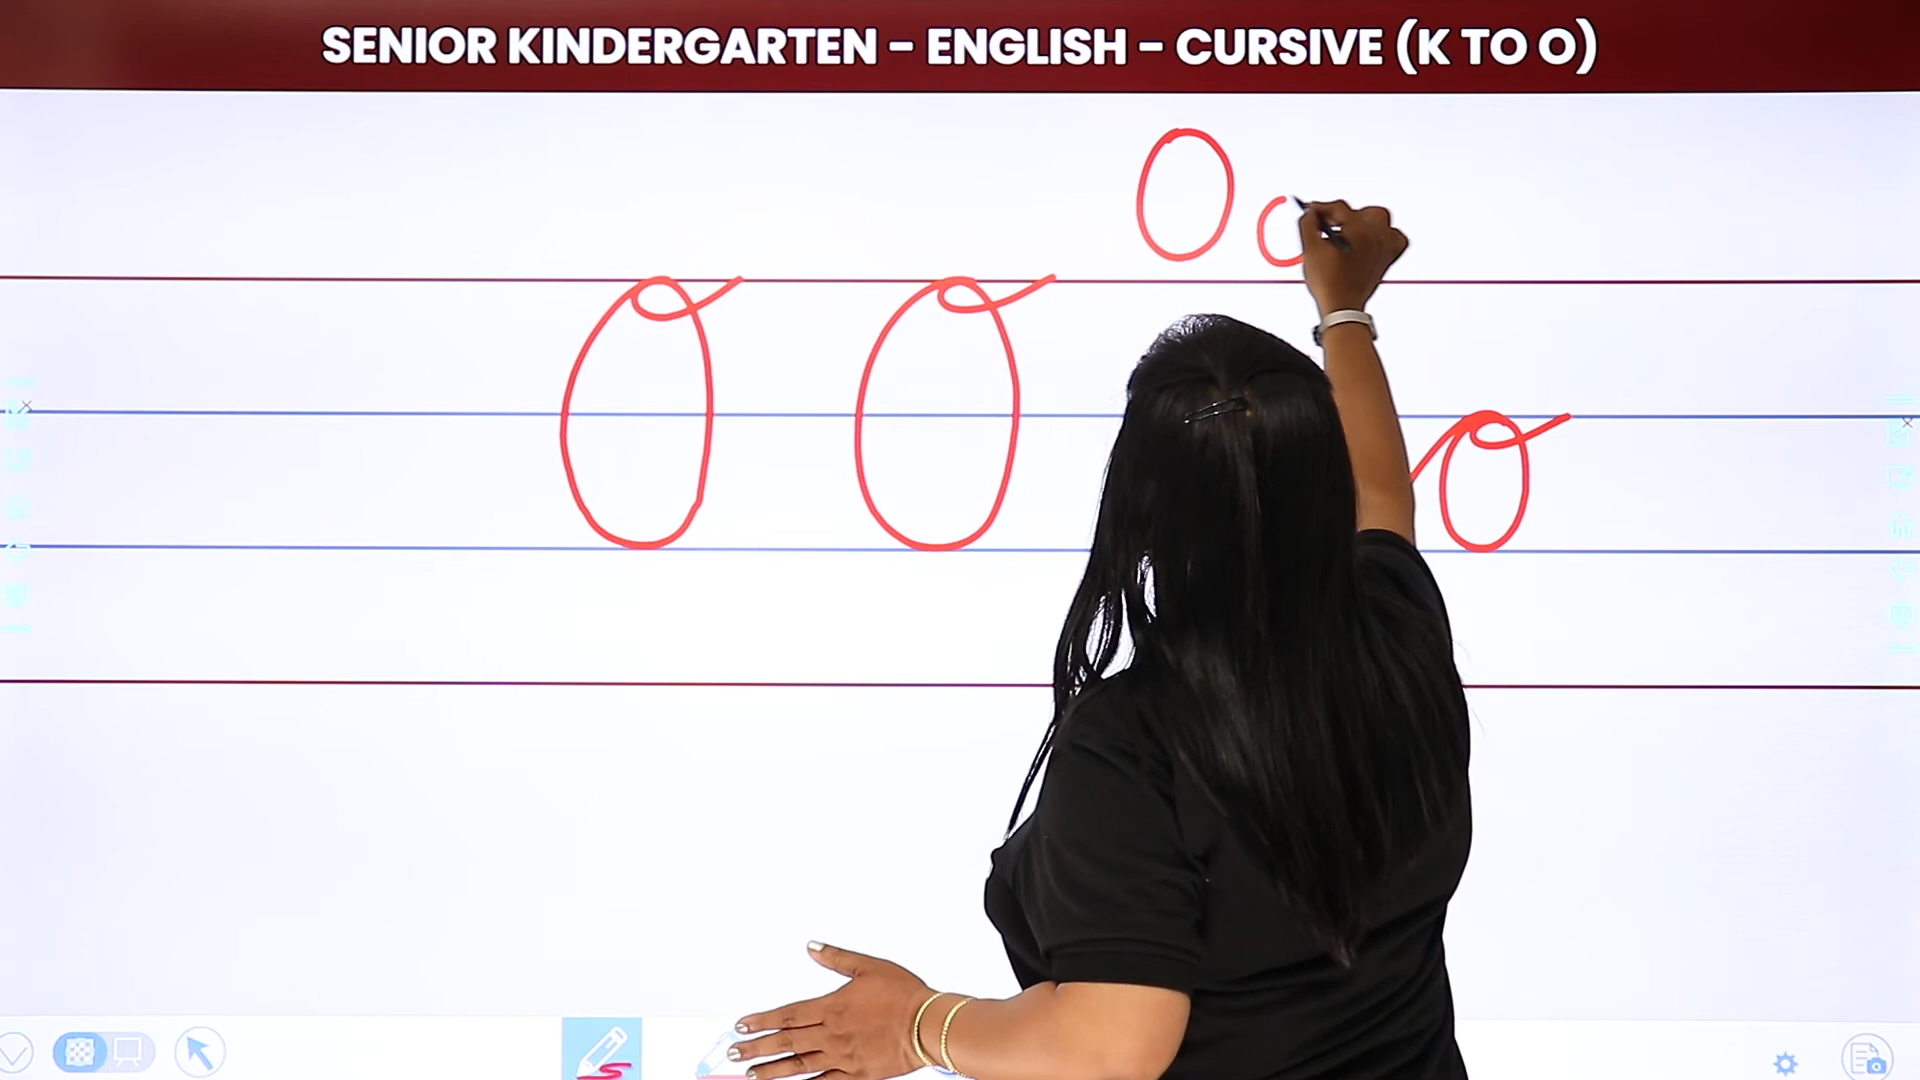 SENIOR KINDERGARTEN – ENGLISH – CURSIVE (K TO O)
O o
O O o